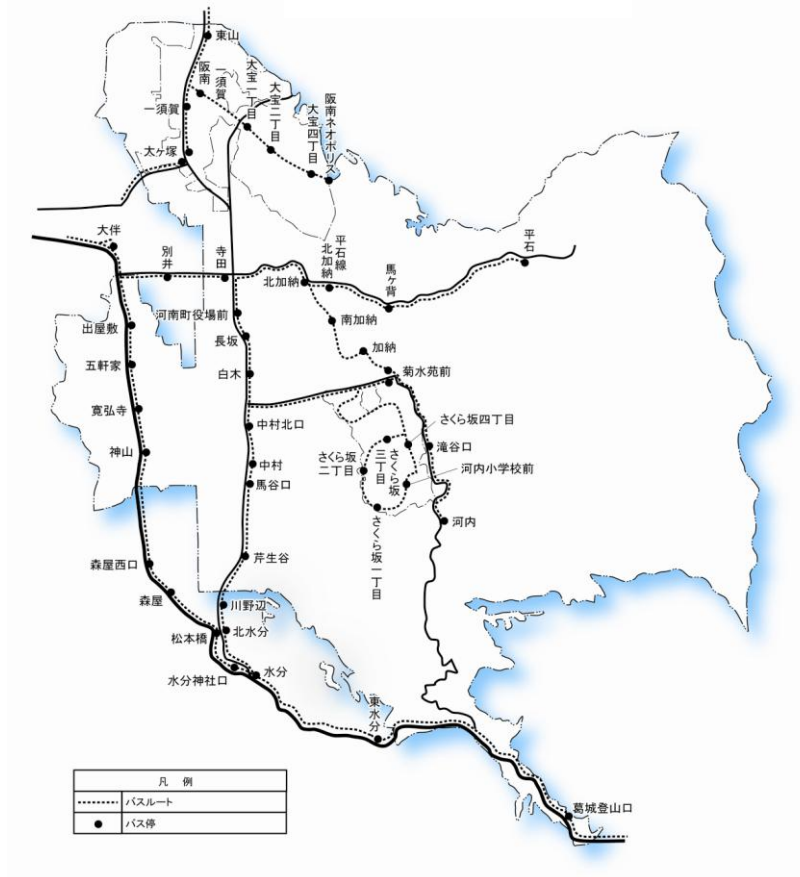 東山
阪南
一須賀
大宝一丁目
大宝二丁目
大宝四丁目
阪南ネオポリス
一須賀
太ヶ塚
大伴
別井
寺田
平石線
北加納
馬ヶ背
平石
北加納
河南町役場前
南加納
出屋敷
長坂
加納
五軒家
白木
菊水苑前
寛弘寺
中村北口
さくら坂四丁目
滝谷口
神山
中村
さくら坂
二丁目
さくら坂
三丁目
河内小学校前
馬谷口
河内
さくら坂一丁目
森屋西口
芹生谷
森屋
川野辺
松本橋
北水分
水分神社口
水分
東水分
葛城登山口
凡 例
バスルート
バス停